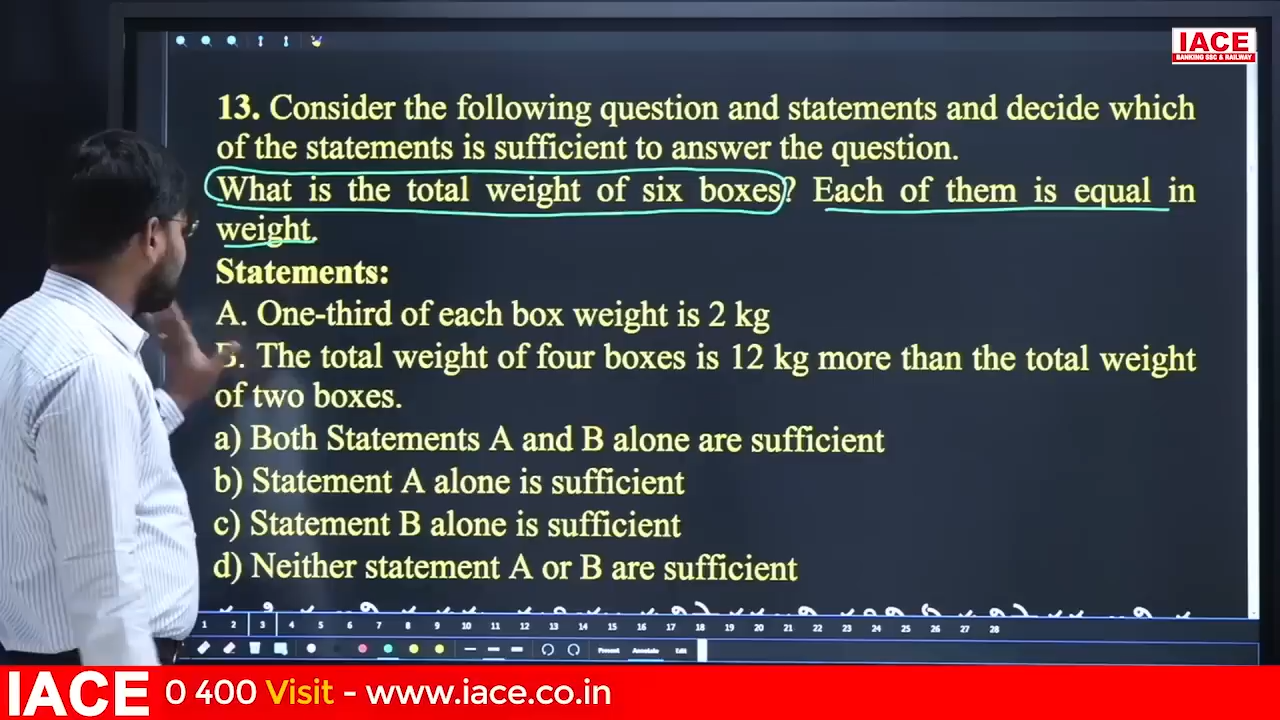 IACE
BANKING SSC & RAILWAY
13. Consider the following question and statements and decide which
of the statements is sufficient to answer the question.
What is the total weight of six boxes? Each of them is equal in
weight.
Statements:
A. One-third of each box weight is 2 kg
B. The total weight of four boxes is 12 kg more than the total weight
of two boxes.
a) Both Statements A and B alone are sufficient
b) Statement A alone is sufficient
c) Statement B alone is sufficient
d) Neither statement A or B are sufficient
1 2 3 4 5 6 7 8 9 10 11 12 13 14 15 16 17 18 19 20 21 22 23 24 25 26 27 28
Present Annotate Edit
IACE 0 400 Visit - www.iace.co.in